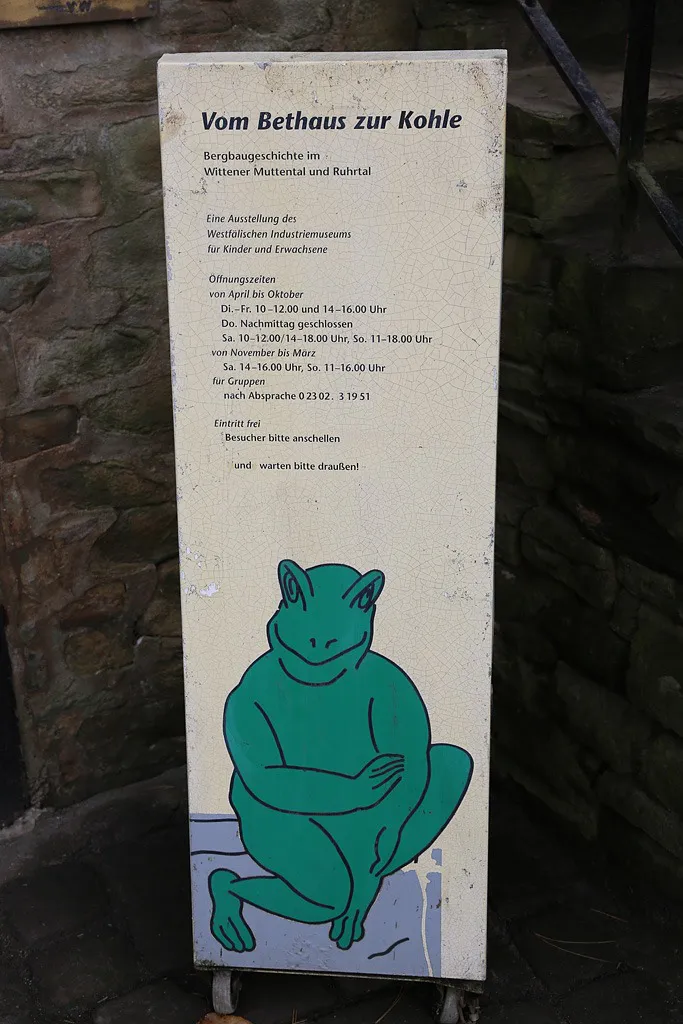 Vom Bethaus zur Kohle
Bergbaugeschichte im
Wittener Muttental und Ruhrtal
Eine Ausstellung des
Westfälischen Industriemuseums
für Kinder und Erwachsene
Öffnungszeiten
von April bis Oktober
Di.–Fr. 10–12.00 und 14–16.00 Uhr
Do. Nachmittag geschlossen
Sa. 10–12.00/14–18.00 Uhr, So. 11–18.00 Uhr
von November bis März
Sa. 14–16.00 Uhr, So. 11–16.00 Uhr
für Gruppen
nach Absprache 0 23 02. 3 19 51
Eintritt frei
Besucher bitte anschellen
und warten bitte draußen!